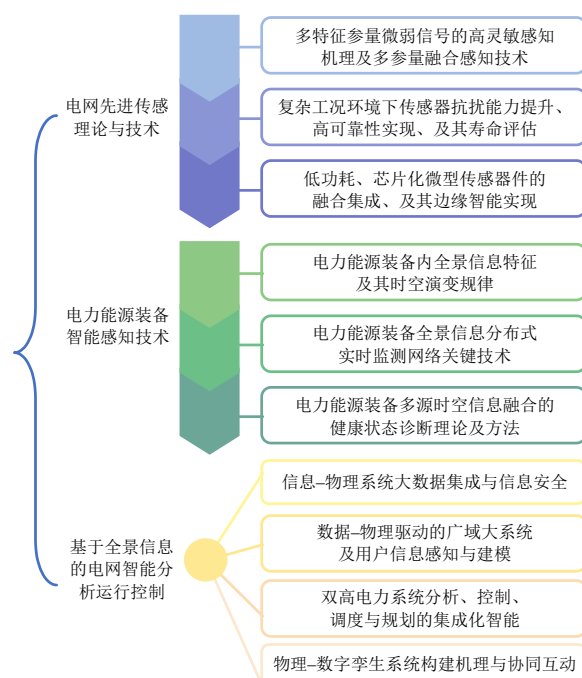 电网先进传感
理论与技术
多特征参量微弱信号的高灵敏感知
机理及多参量融合感知技术
复杂工况环境下传感器抗扰能力提升、
高可靠性实现、及其寿命评估
低功耗、芯片化微型传感器件的
融合集成、及其边缘智能实现
电力能源装备
智能感知技术
电力能源装备内全景信息特征
及其时空演变规律
电力能源装备全景信息分布式
实时监测网络关键技术
电力能源装备多源时空信息融合的
健康状态诊断理论及方法
基于全景信息
的电网智能分
析运行控制
信息–物理系统大数据集成与信息安全
数据–物理驱动的广域大系统
及用户信息感知与建模
双高电力系统分析、控制、
调度与规划的集成化智能
物理–数字孪生系统构建机理与协同互动